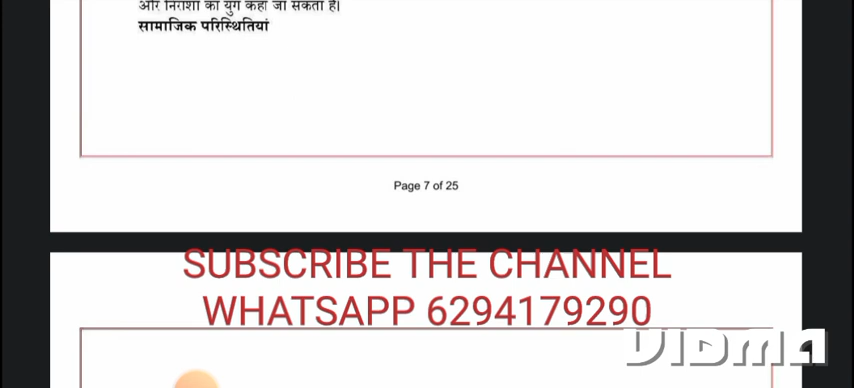 और निराशा का युग कहा जा सकता है।
सामाजिक परिस्थितियां
Page 7 of 25
SUBSCRIBE THE CHANNEL
WHATSAPP 6294179290
VIDMA